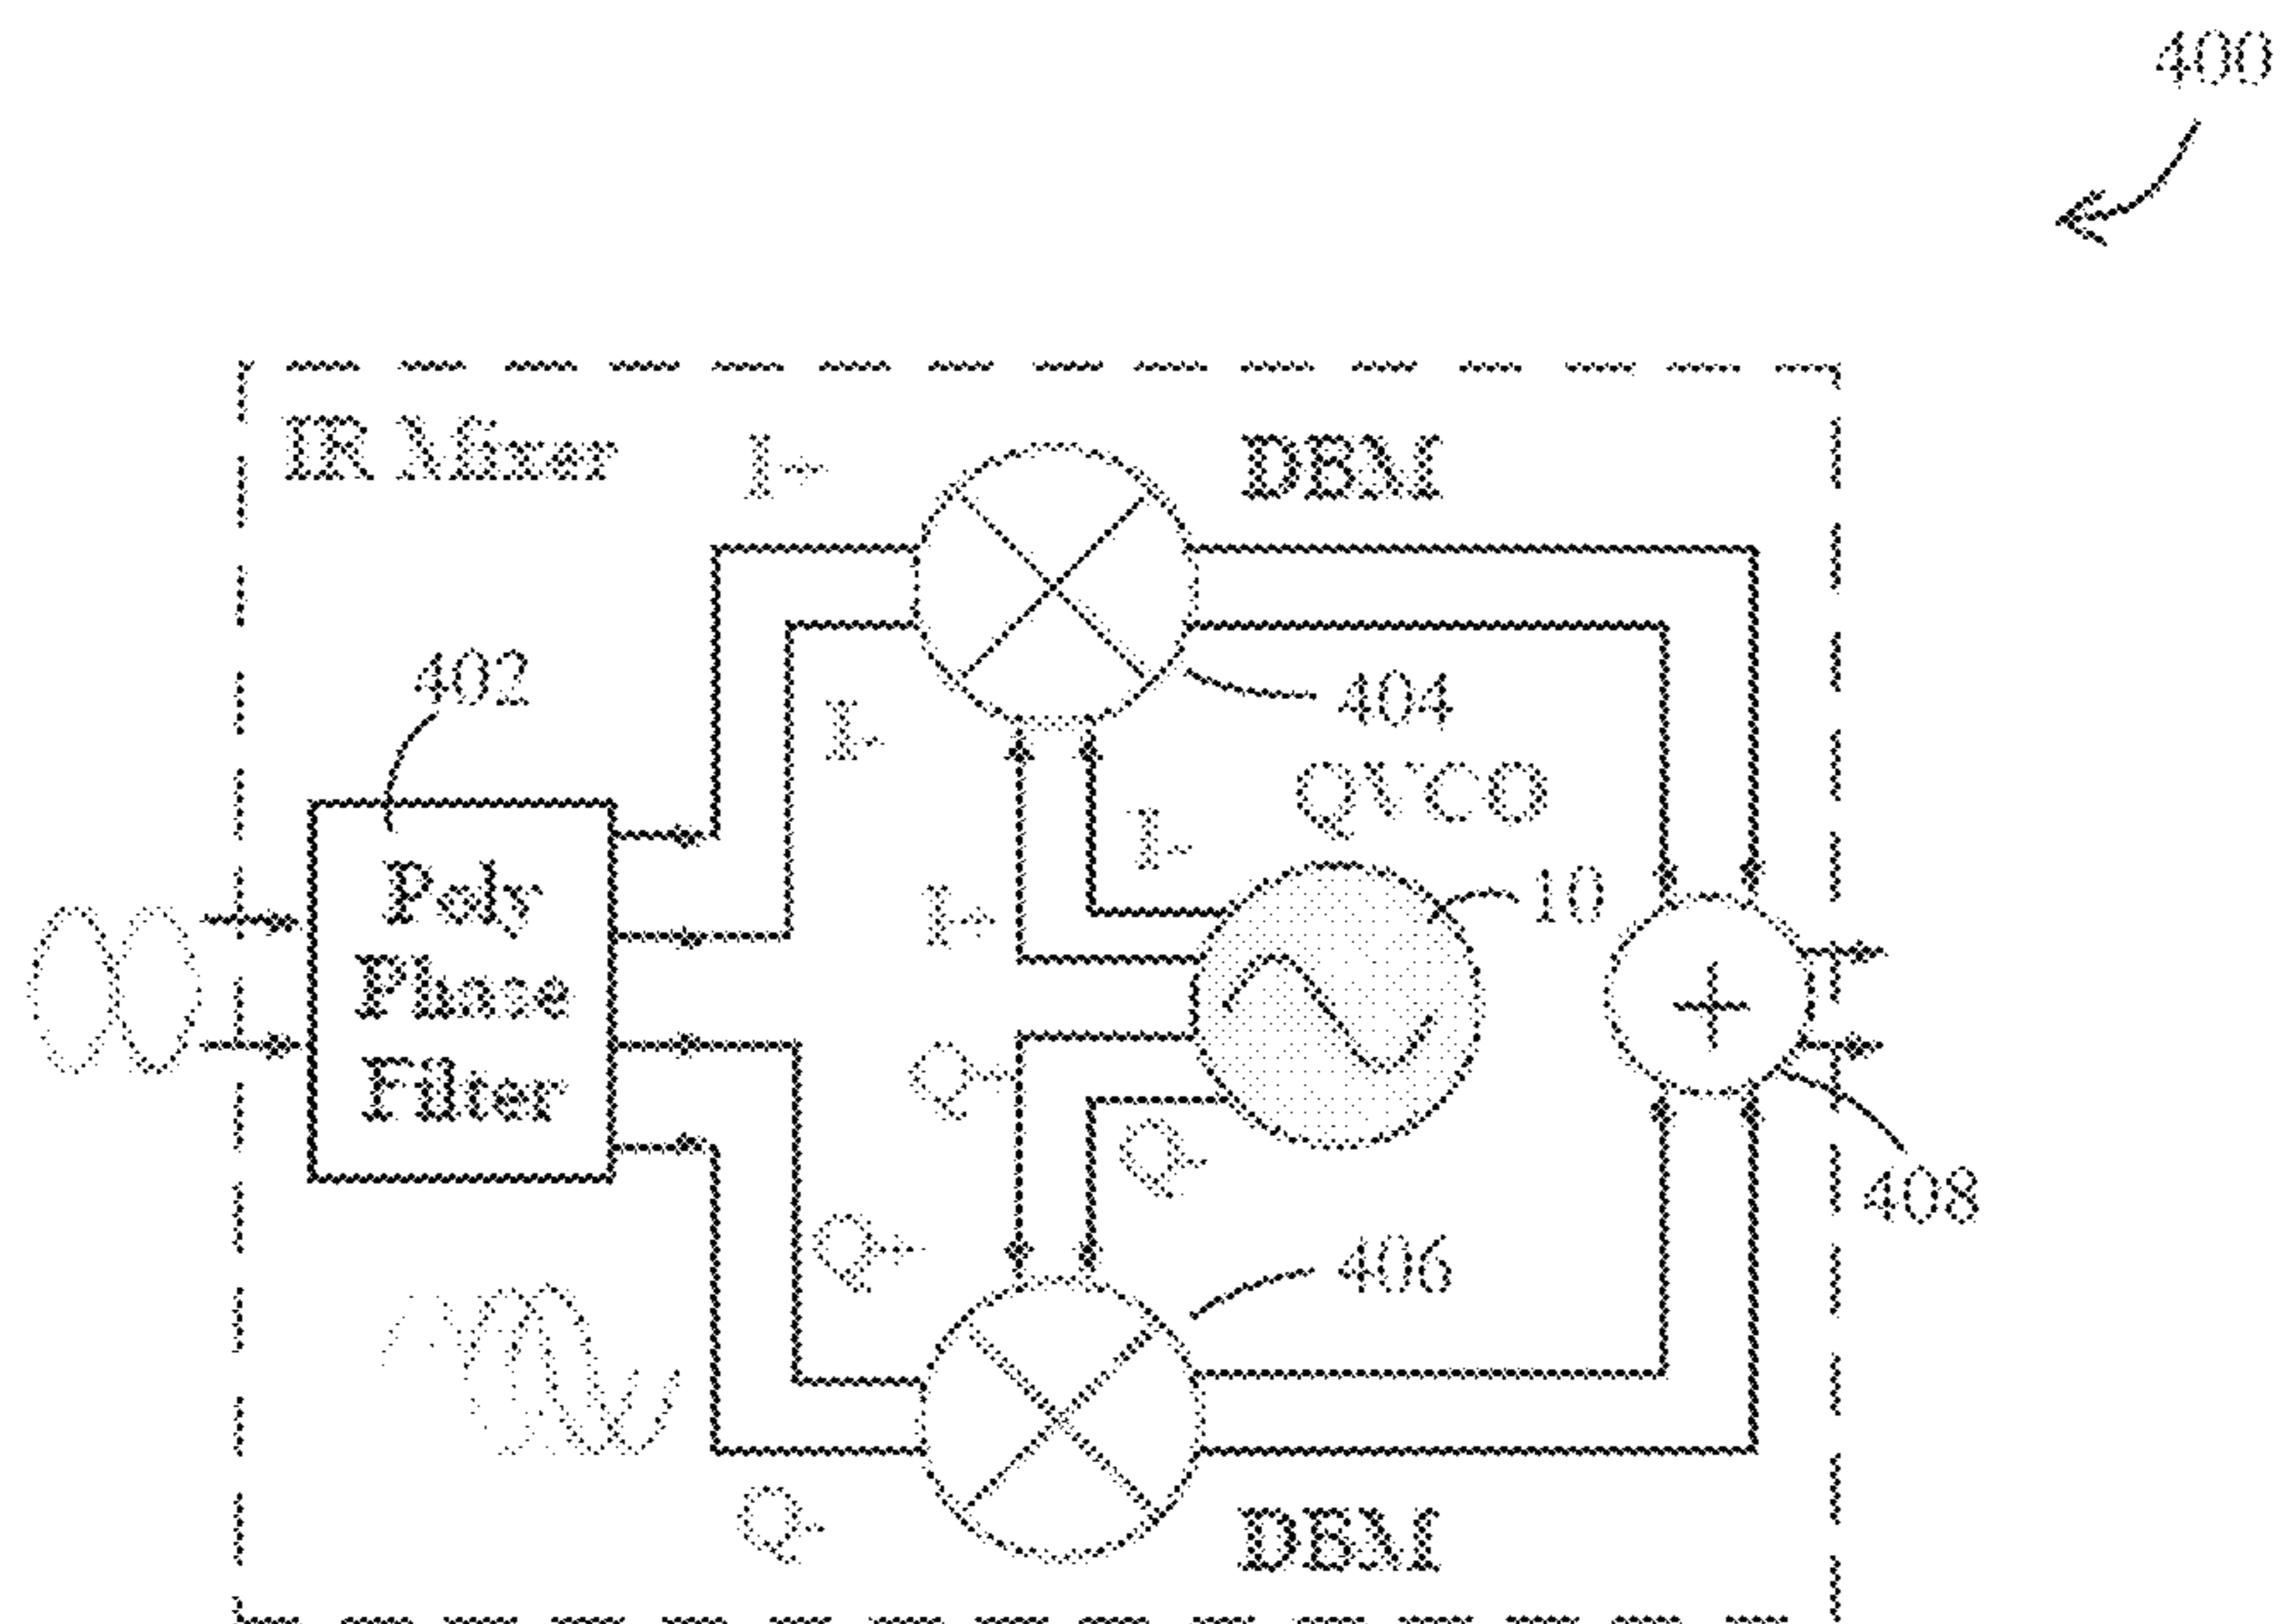 400
IR Mixer
I+
DBM
402
404
I-
QVCO
I-
10
I+
Poly
Phase
Filter
Q+
Q-
408
Q+
406
Q-
DBM